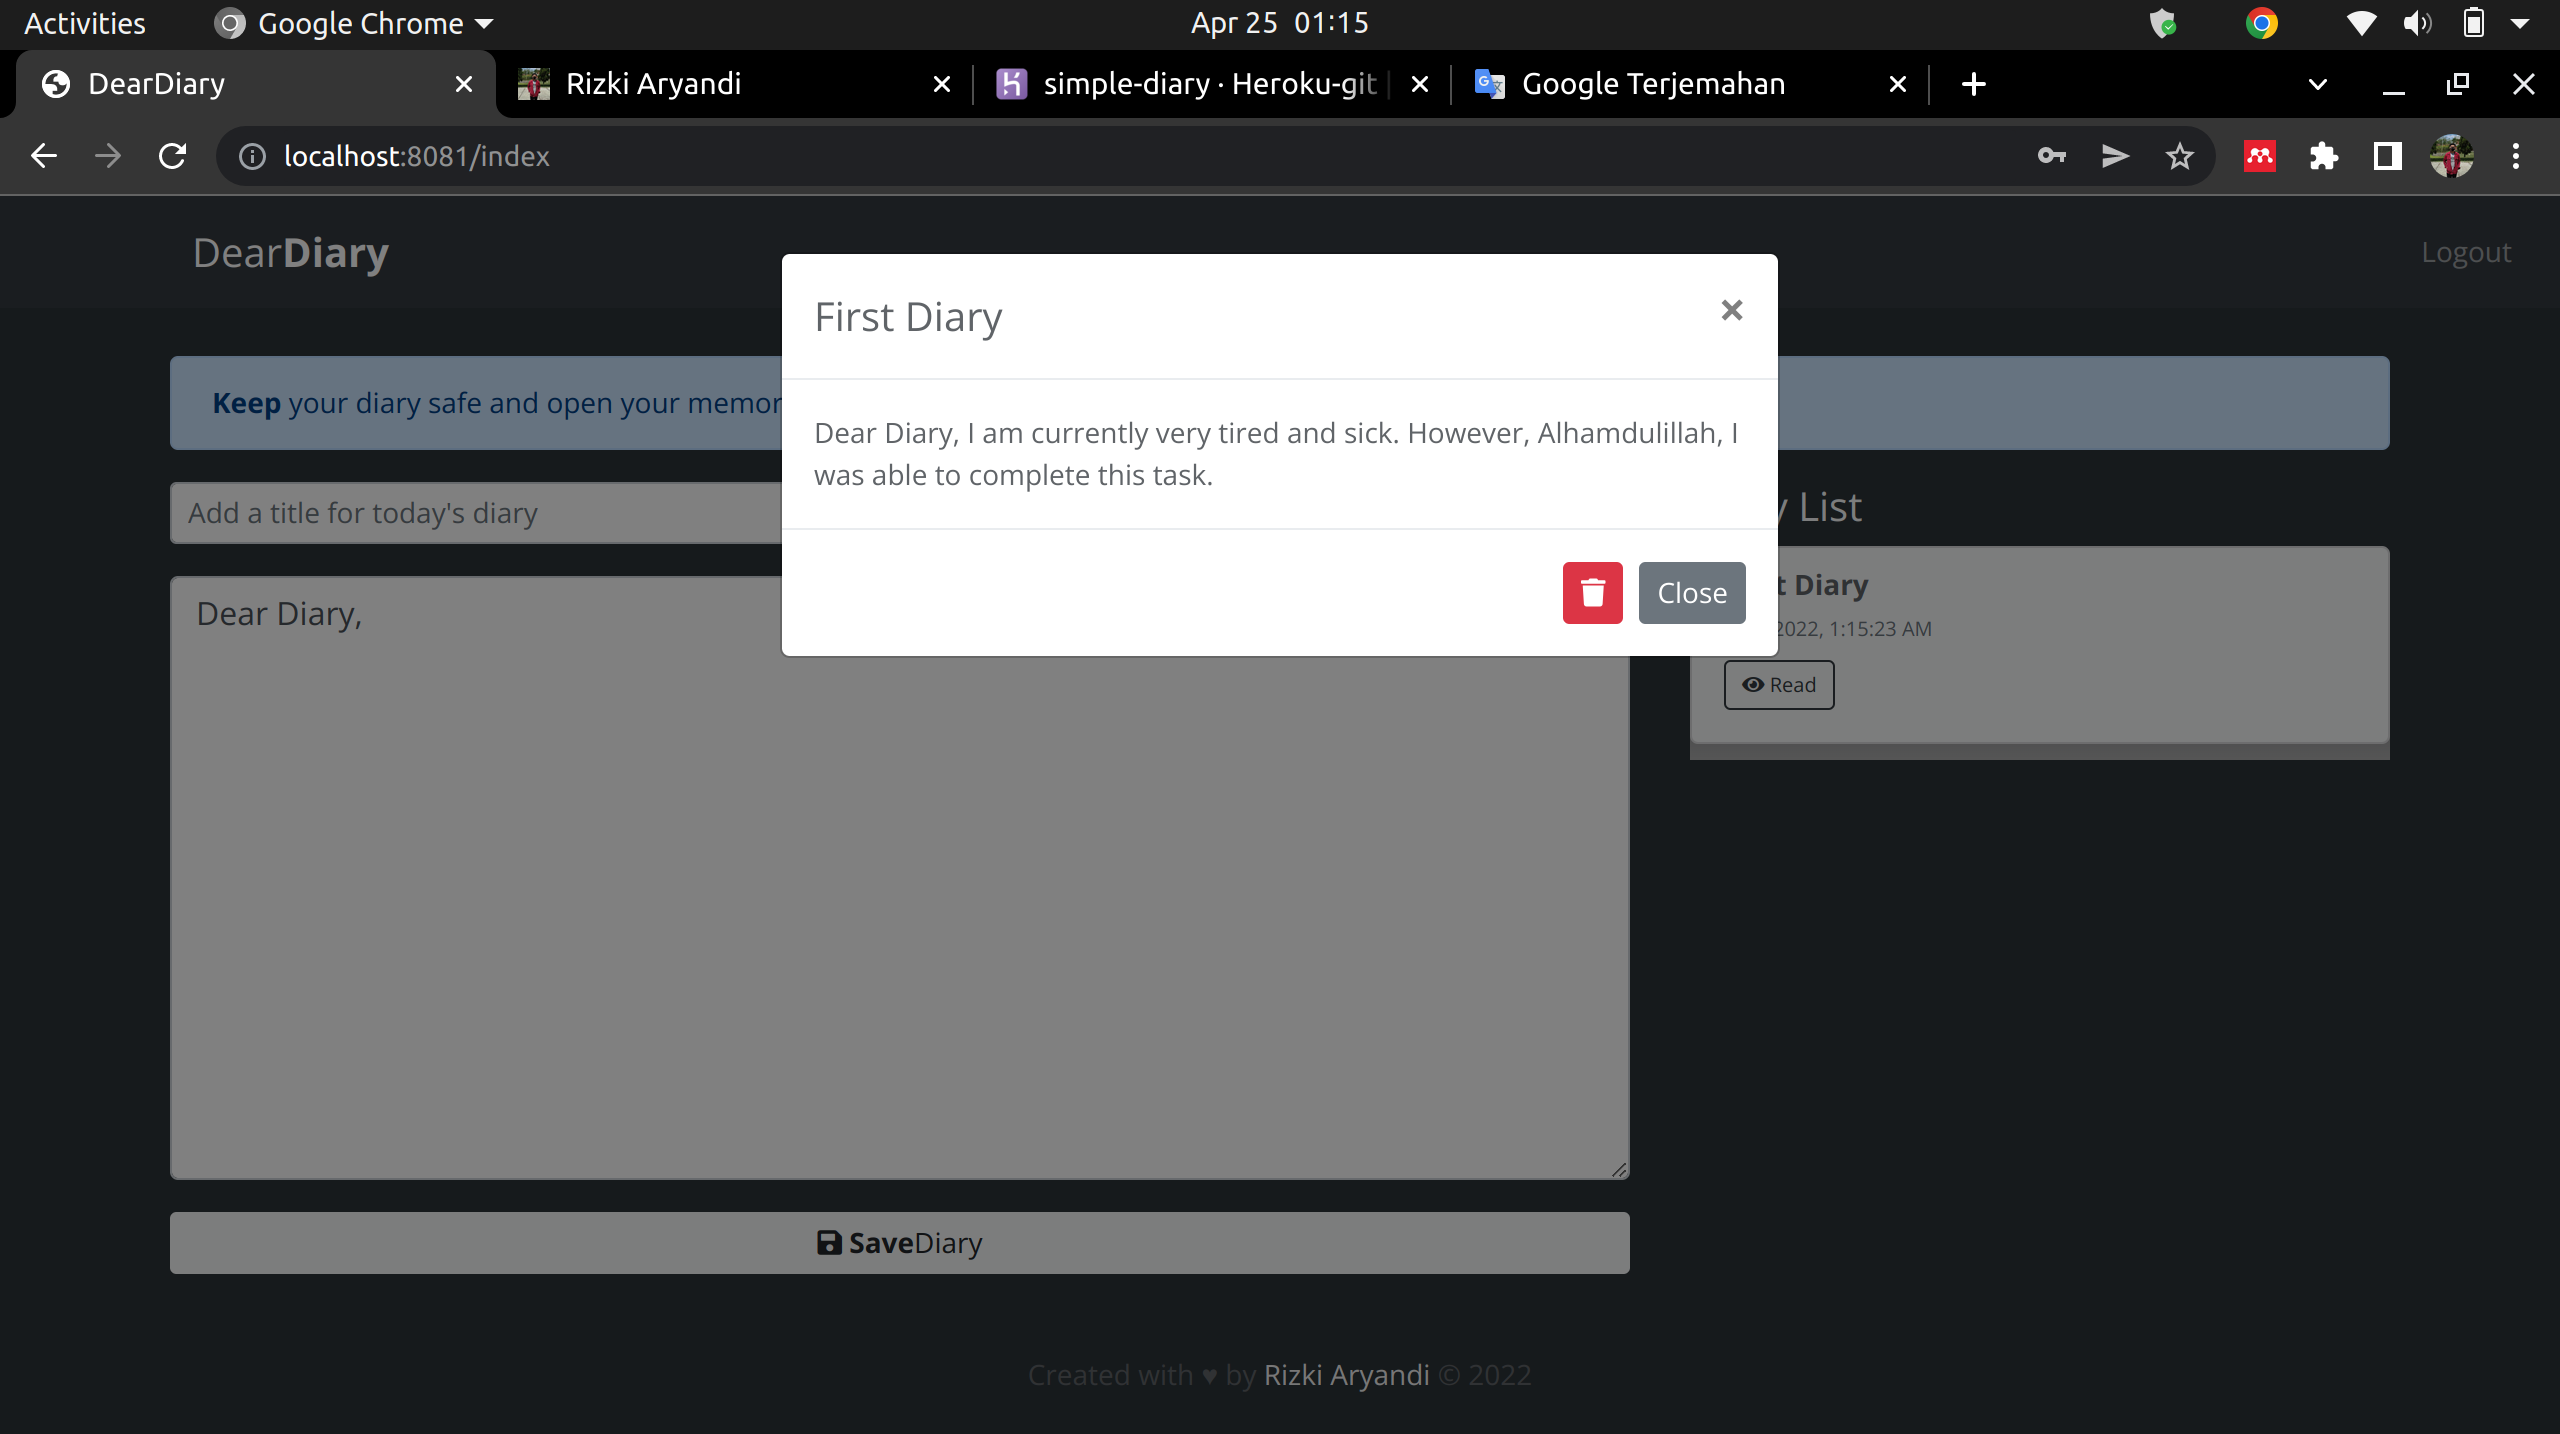 Activities
Google Chrome
Apr 25 01:15
DearDiary
Rizki Aryandi
simple-diary · Heroku-git
Google Terjemahan
localhost:8081/index
DearDiary
Logout
First Diary
Keep your diary safe and open your
Dear Diary, I am currently very tired and sick. However, Alhamdulillah, I
was able to complete this task.
Add a title for today's diary
List
Close
Dear Diary,
Diary
2022, 1:15:23 AM
Read
SaveDiary
Created with ♥ by Rizki Aryandi © 2022